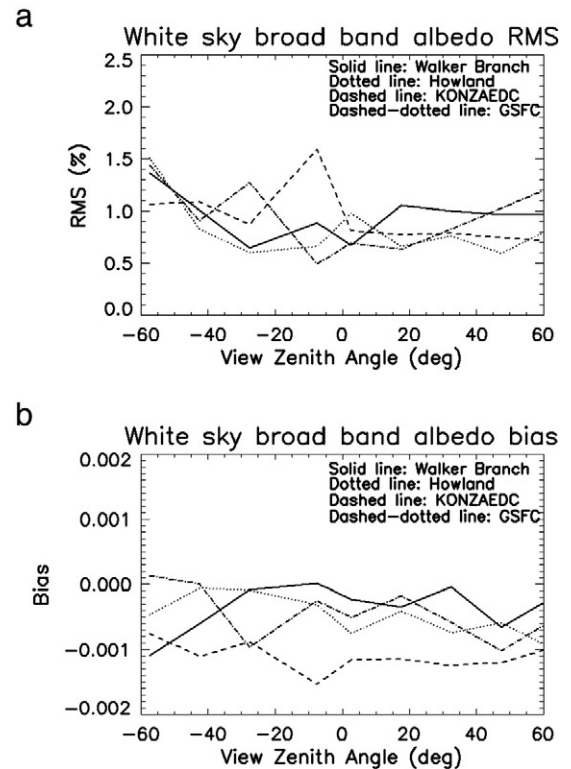 a
White sky broad band albedo RMS
Solid line: Walker Branch
Dotted line: Howland
Dashed line: KONZAEDC
Dashed-dotted line: GSFC
2.5
2.0
1.5
1.0
0.5
0.0
RMS (%)
-60 -40 -20 0 20 40 60
View Zenith Angle (deg)
b
White sky broad band albedo bias
Solid line: Walker Branch
Dotted line: Howland
Dashed line: KONZAEDC
Dashed-dotted line: GSFC
0.002
0.001
0.000
-0.001
-0.002
Bias
-60 -40 -20 0 20 40 60
View Zenith Angle (deg)